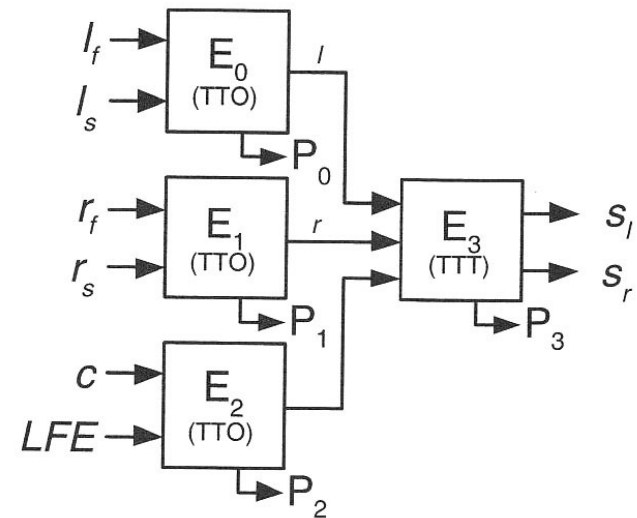 l_f
l_s
E_0
(TTO)
l
P_0
r_f
r_s
E_1
(TTO)
r
P_1
c
LFE
E_2
(TTO)
P_2
E_3
(TTT)
s_l
s_r
P_3